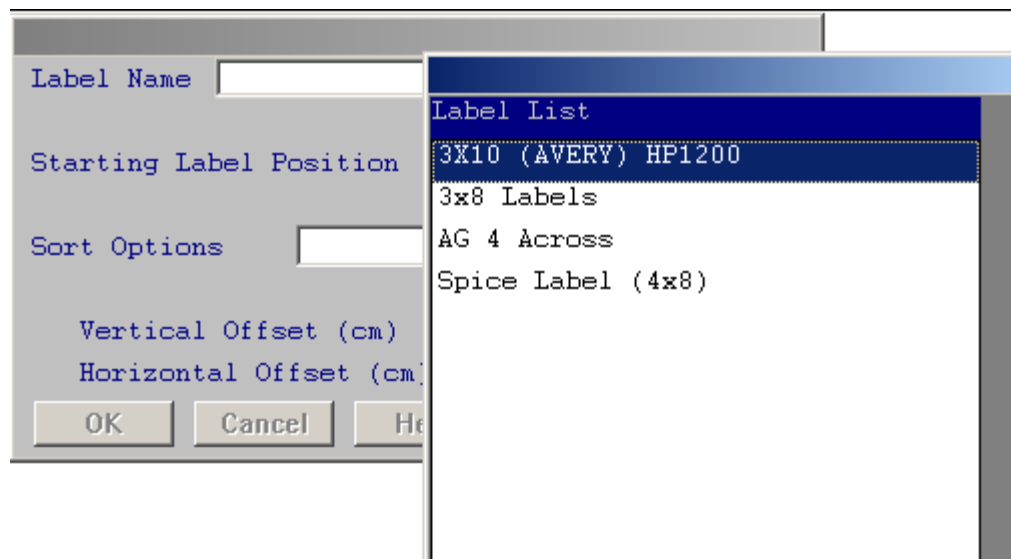 Label Name
Starting Label Position
Sort Options
Vertical Offset (cm)
Horizontal Offset (cm
OK Cancel
Label List
3X10 (AVERY) HP1200
3x8 Labels
AG 4 Across
Spice Label (4x8)